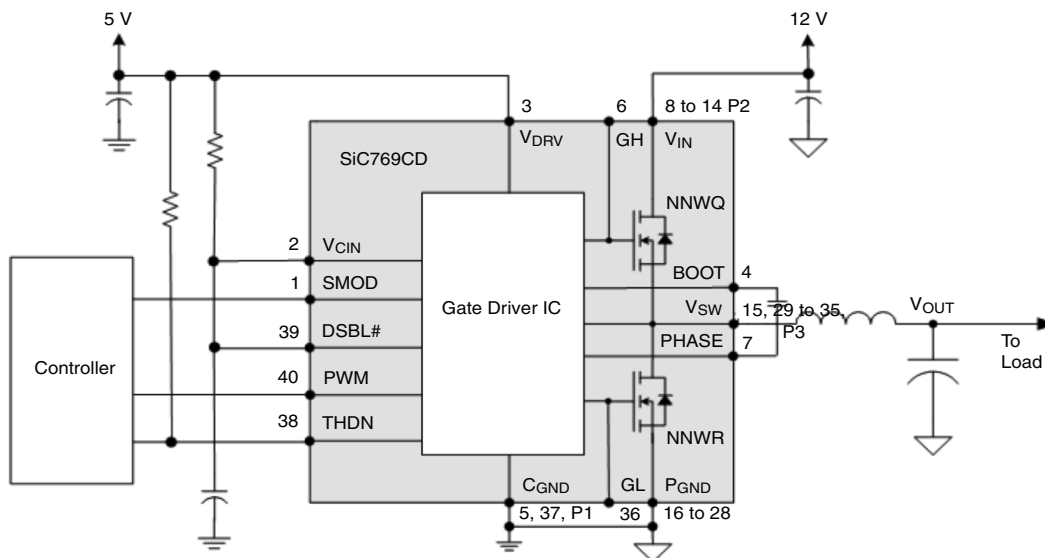 5 V
12 V
3
6
8 to 14 P2
VDRV
GH
VIN
SiC769CD
NNWQ
2
VCIN
BOOT
4
1
SMOD
Gate Driver IC
VSW
15, 29 to 35,
P3
VOUT
39
DSBL#
PHASE
7
To
Load
Controller
40
PWM
38
THDN
NNWR
CGND
GL
PGND
5, 37, P1
36
16 to 28